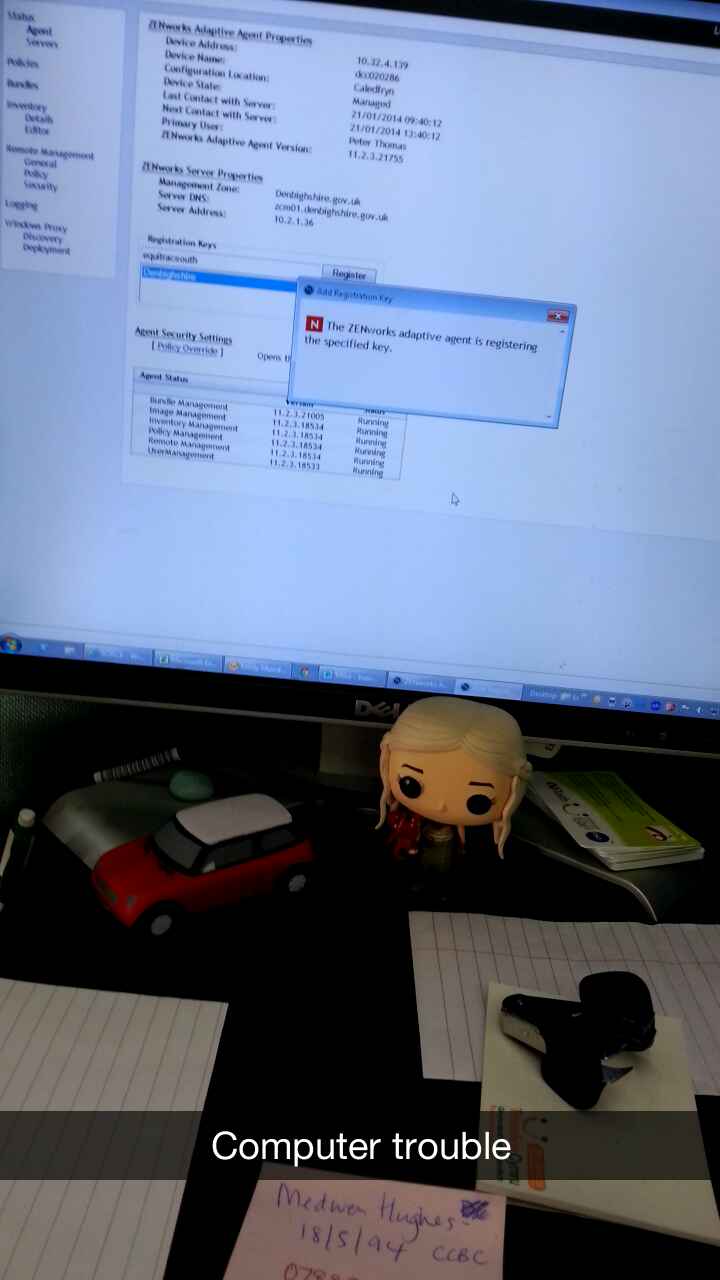 Status
Agent
Servers
Policies
Bundles
Inventory
Details
Editor
Remote Management
General
Policy
Security
Logging
Windows Proxy
Discovery
Deployment
ZENworks Adaptive Agent Properties
Device Address: 10.32.4.139
Device Name: dcc020286
Configuration Location: Caledfryn
Device State: Managed
Last Contact with Server: 21/01/2014 09:40:12
Next Contact with Server: 21/01/2014 13:40:12
Primary User: Peter Thomas
ZENworks Adaptive Agent Version: 11.2.3.21755
ZENworks Server Properties
Management Zone: Denbighshire.gov.uk
Server DNS: zcm01.denbighshire.gov.uk
Server Address: 10.2.1.36
Registration Keys
equitracsouth
Denbighshire
Register
Add Registration Key
N The ZENworks adaptive agent is registering
the specified key.
Agent Security Settings
[ Policy Override ] Opens th
Agent Status
Bundle Management 11.2.3.21005 Running
Image Management 11.2.3.18534 Running
Inventory Management 11.2.3.18534 Running
Policy Management 11.2.3.18534 Running
Remote Management 11.2.3.18534 Running
UserManagement 11.2.3.18533 Running
Desktop
DELL
Computer trouble
Medwen Hughes
18/5/94 CCBC